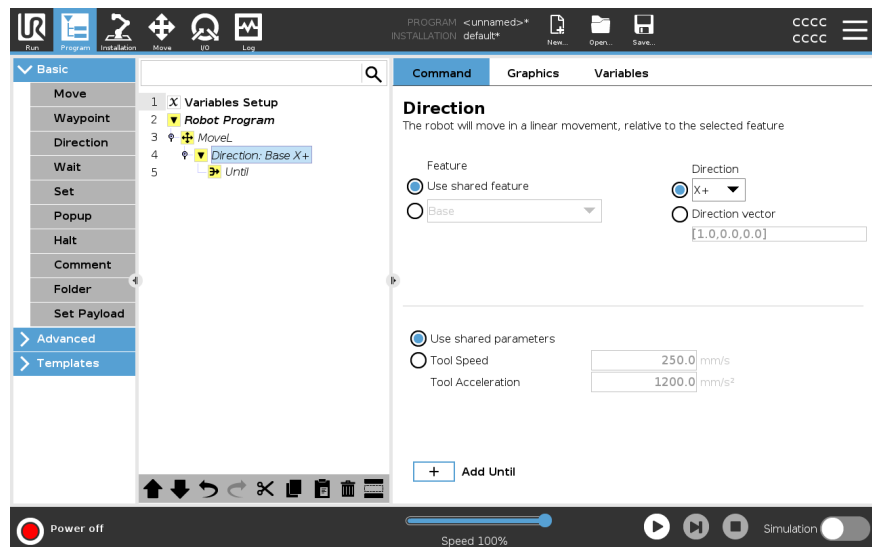 PROGRAM <unnamed>*
INSTALLATION default*
cccc
cccc
Run Program Installation Move I/O Log New... Open... Save...
Basic
Move
Waypoint
Direction
Wait
Set
Popup
Halt
Comment
Folder
Set Payload
Advanced
Templates
1 X Variables Setup
2 Robot Program
3 MoveL
4 Direction: Base X+
5 Until
Command Graphics Variables
Direction
The robot will move in a linear movement, relative to the selected feature
Feature
Use shared feature
Base
Direction
X+
Direction vector
[1.0,0.0,0.0]
Use shared parameters
Tool Speed 250.0 mm/s
Tool Acceleration 1200.0 mm/s²
+ Add Until
Power off
Speed 100%
Simulation